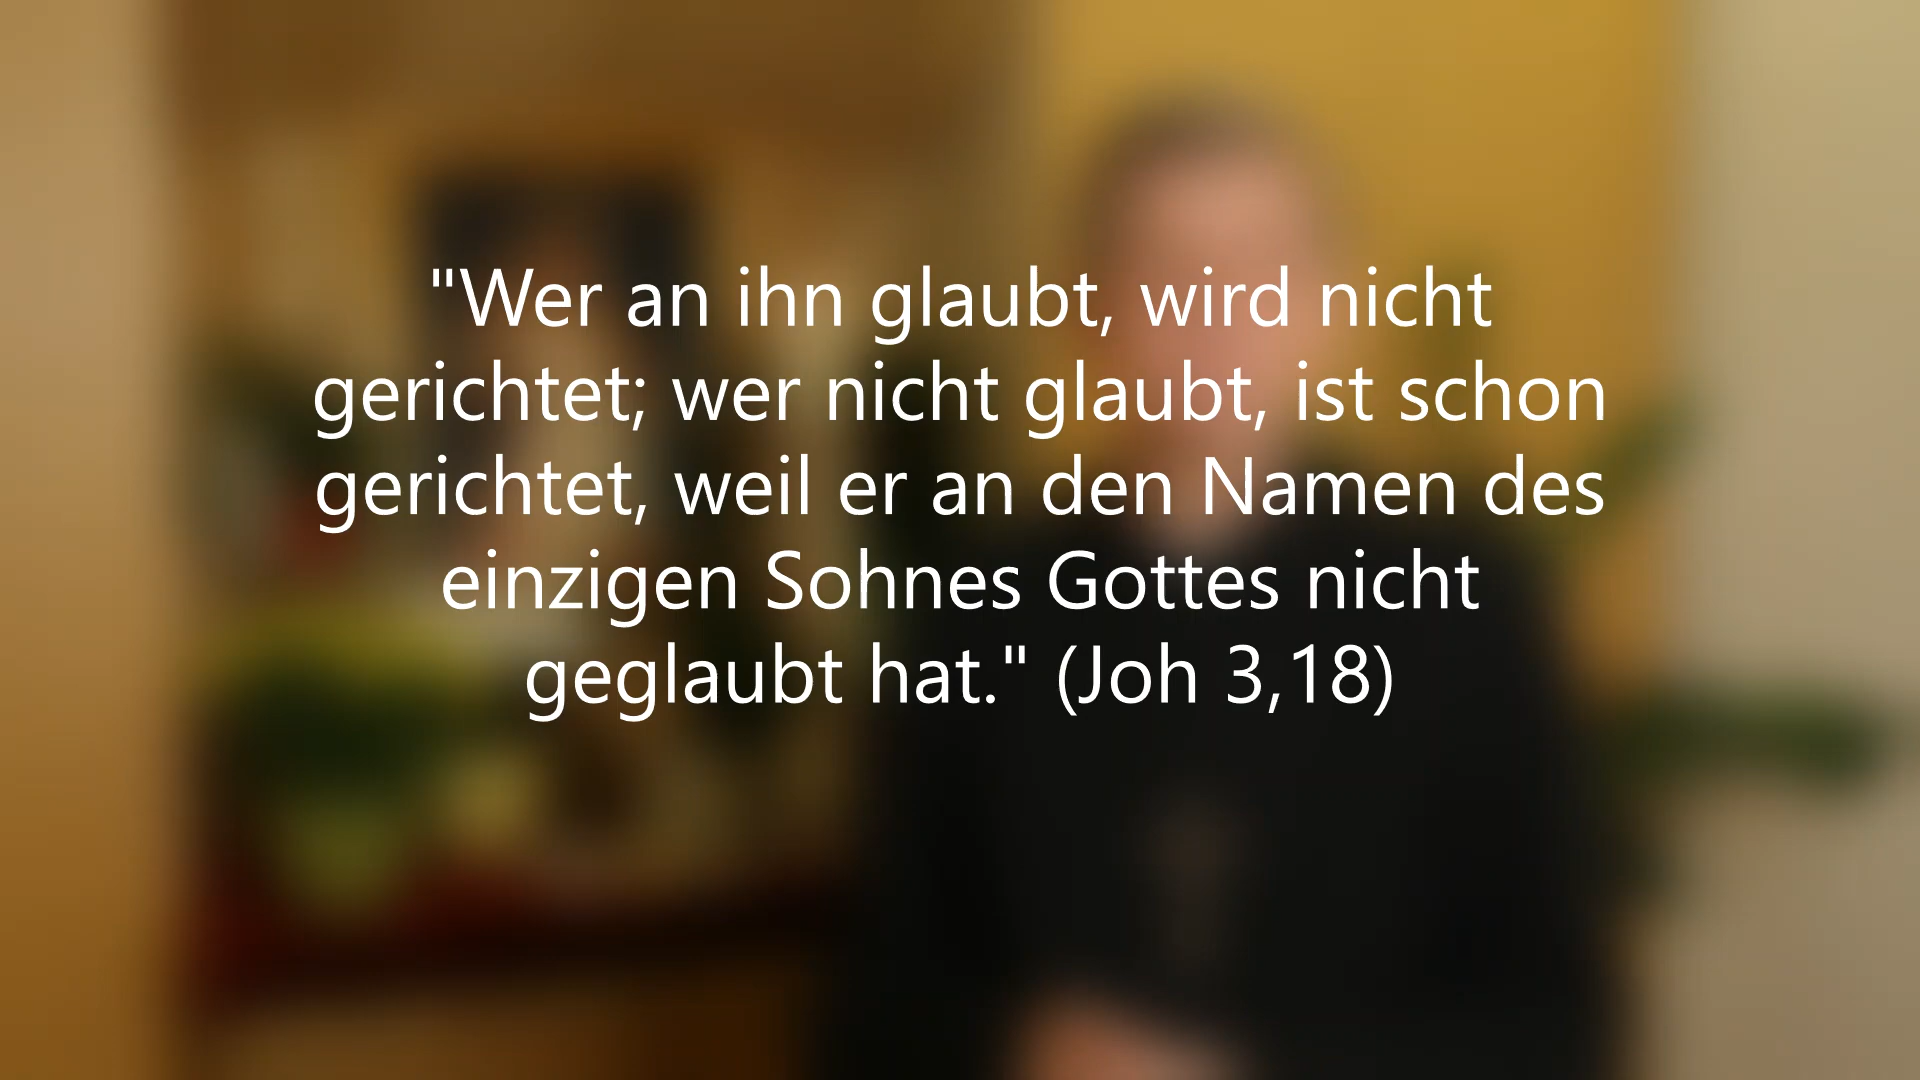 "Wer an ihn glaubt, wird nicht
gerichtet; wer nicht glaubt, ist schon
gerichtet, weil er an den Namen des
einzigen Sohnes Gottes nicht
geglaubt hat." (Joh 3,18)